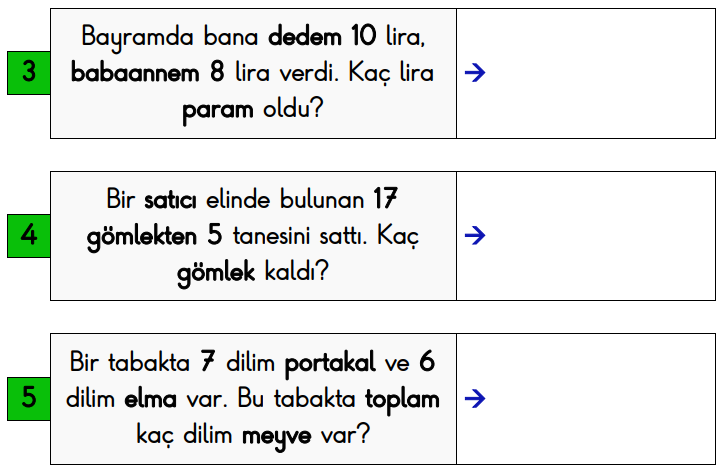 3
Bayramda bana dedem 10 lira,
babaannem 8 lira verdi. Kaç lira
param oldu?
→
4
Bir satıcı elinde bulunan 17
gömlekten 5 tanesini sattı. Kaç
gömlek kaldı?
→
5
Bir tabakta 7 dilim portakal ve 6
dilim elma var. Bu tabakta toplam
kaç dilim meyve var?
→